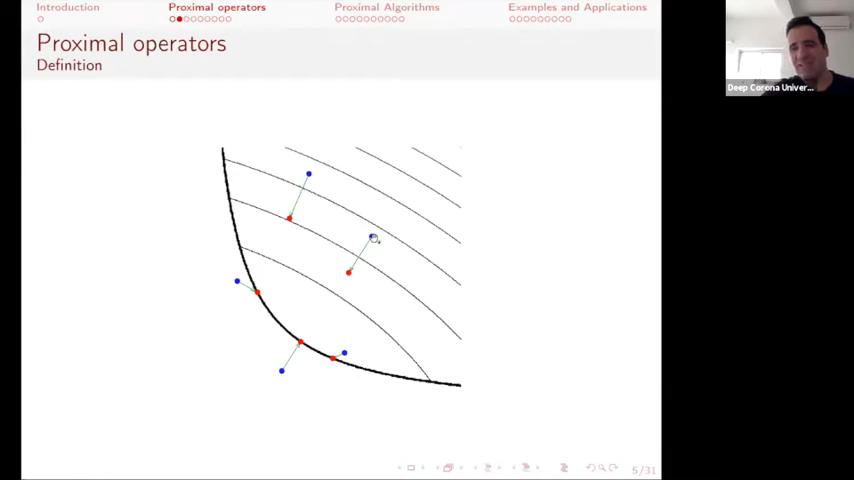 Introduction
Proximal operators
Proximal Algorithms
Examples and Applications
Proximal operators
Definition
Deep Corona Univer...
5/31